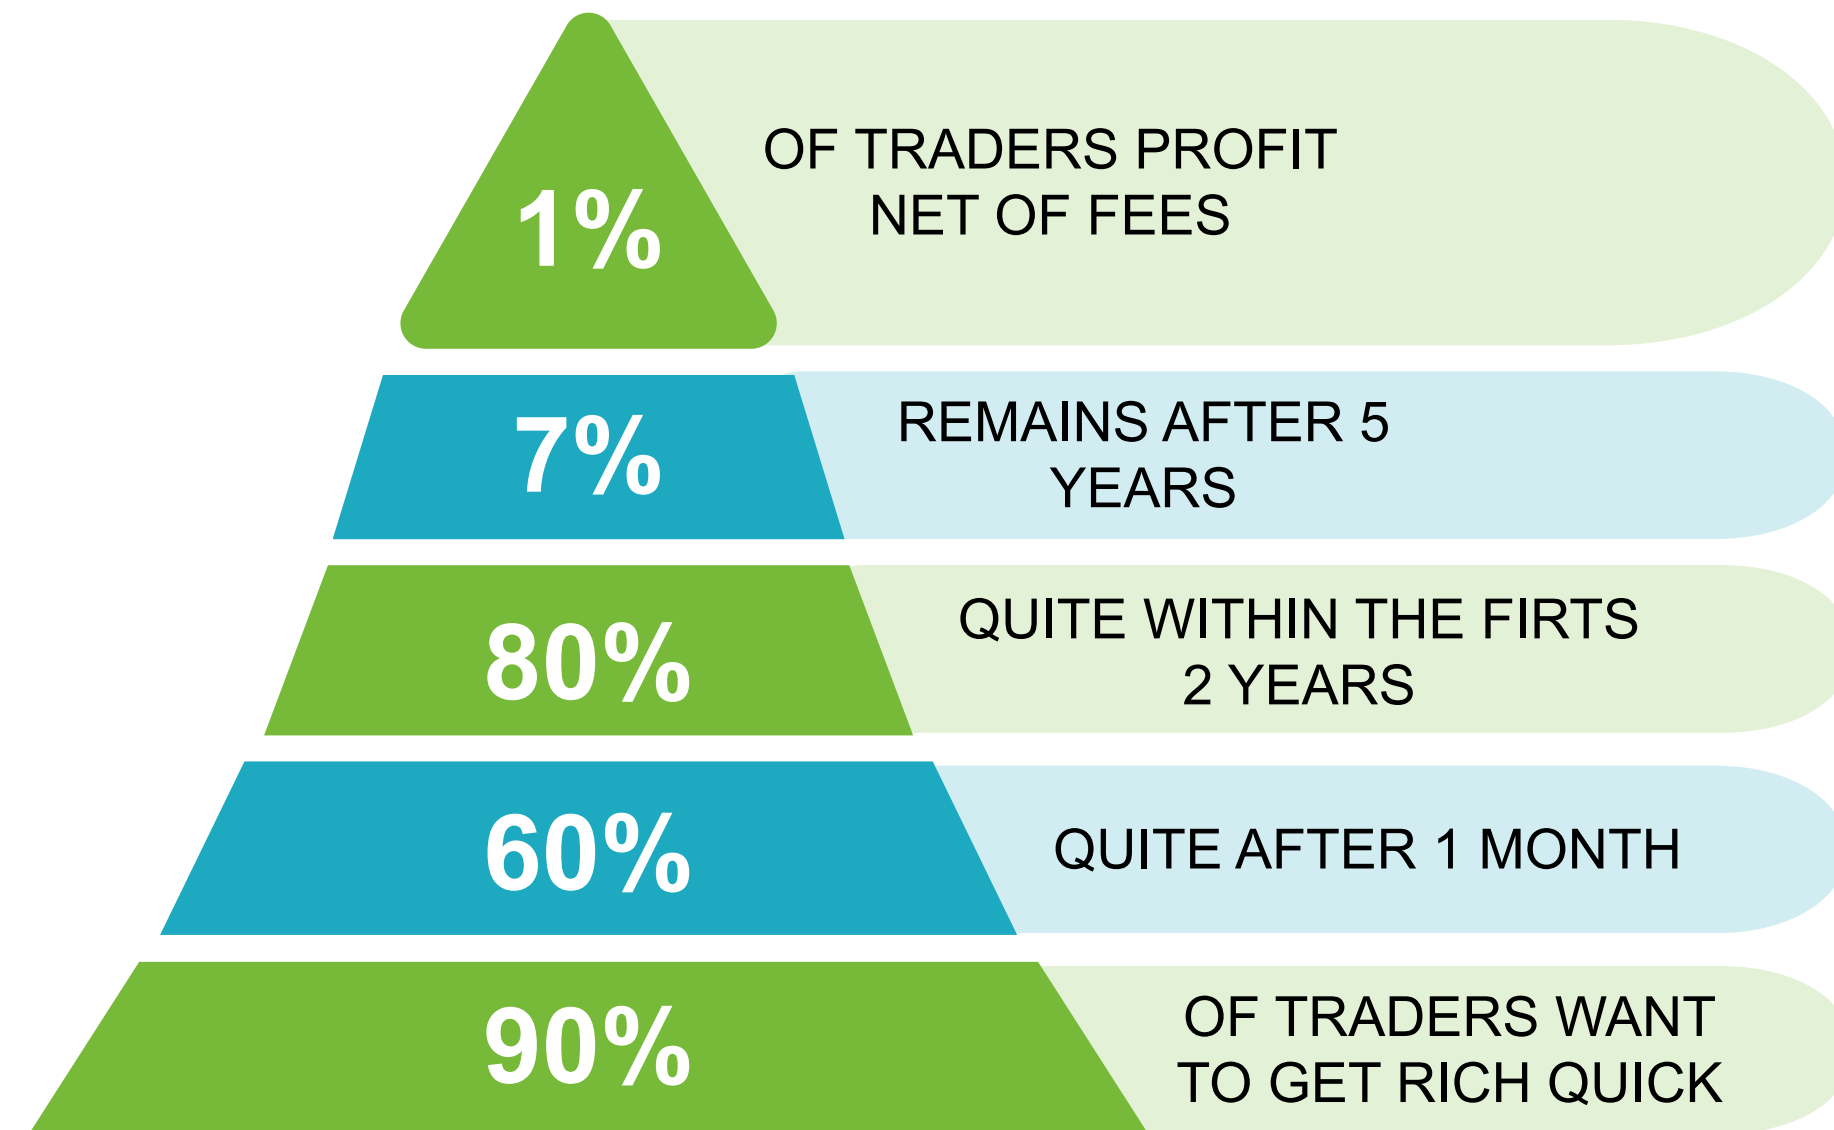 1%
OF TRADERS PROFIT
NET OF FEES
7%
REMAINS AFTER 5
YEARS
80%
QUITE WITHIN THE FIRTS
2 YEARS
60%
QUITE AFTER 1 MONTH
90%
OF TRADERS WANT
TO GET RICH QUICK